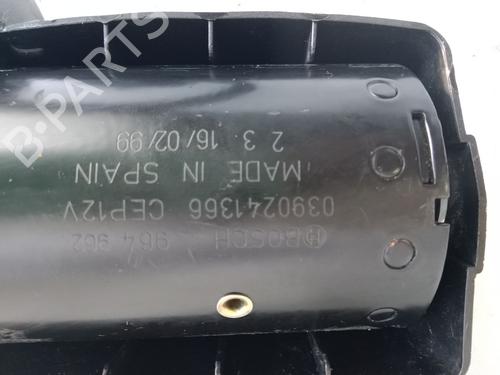 BOSCH 964 962
0390241366 CEP12V
MADE IN SPAIN
2 3 16/02/99
B-PARTS